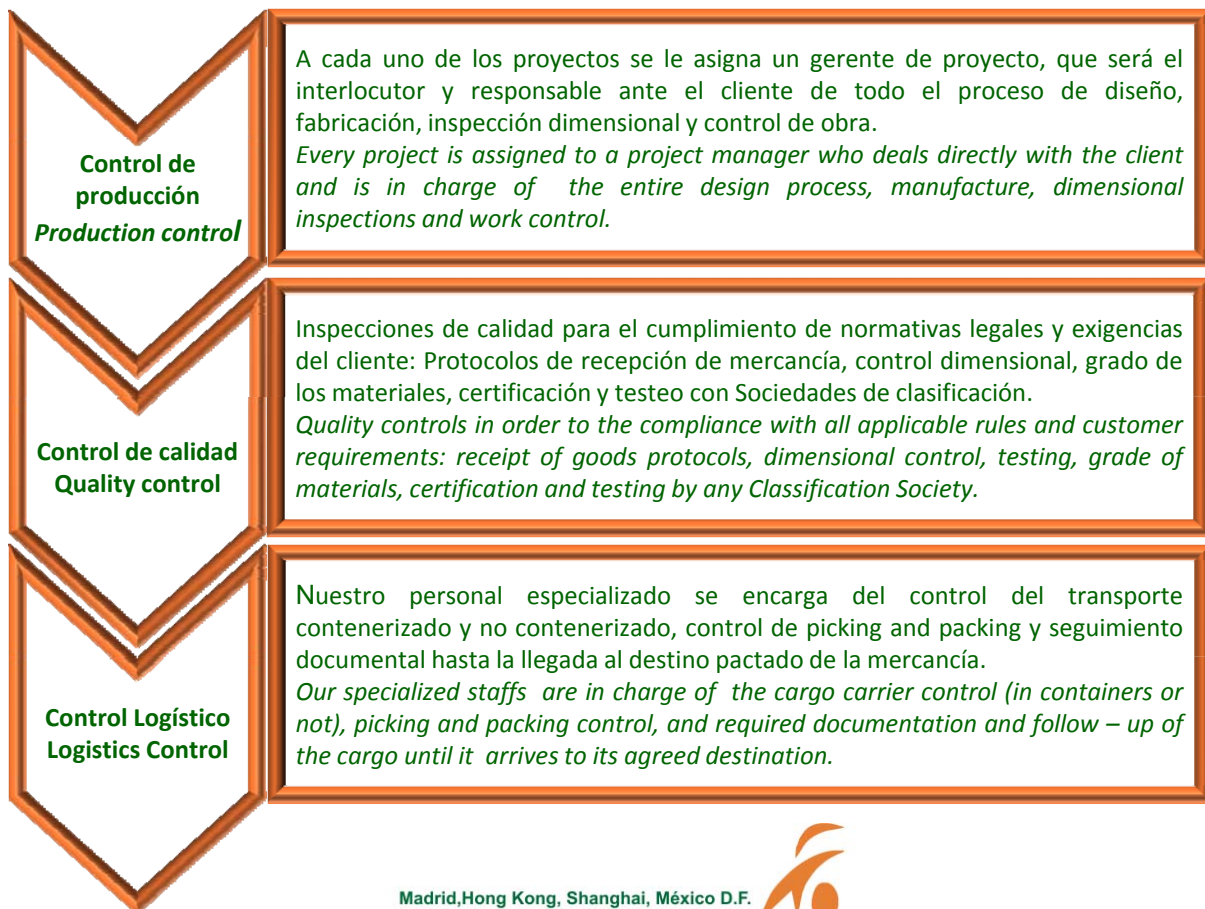 Control de
producción
Production control
A cada uno de los proyectos se le asigna un gerente de proyecto, que será el
interlocutor y responsable ante el cliente de todo el proceso de diseño,
fabricación, inspección dimensional y control de obra.
Every project is assigned to a project manager who deals directly with the client
and is in charge of the entire design process, manufacture, dimensional
inspections and work control.
Control de calidad
Quality control
Inspecciones de calidad para el cumplimiento de normativas legales y exigencias
del cliente: Protocolos de recepción de mercancía, control dimensional, grado de
los materiales, certificación y testeo con Sociedades de clasificación.
Quality controls in order to the compliance with all applicable rules and customer
requirements: receipt of goods protocols, dimensional control, testing, grade of
materials, certification and testing by any Classification Society.
Control Logístico
Logistics Control
Nuestro personal especializado se encarga del control del transporte
contenerizado y no contenerizado, control de picking and packing y seguimiento
documental hasta la llegada al destino pactado de la mercancía.
Our specialized staffs are in charge of the cargo carrier control (in containers or
not), picking and packing control, and required documentation and follow – up of
the cargo until it arrives to its agreed destination.
Madrid,Hong Kong, Shanghai, México D.F.